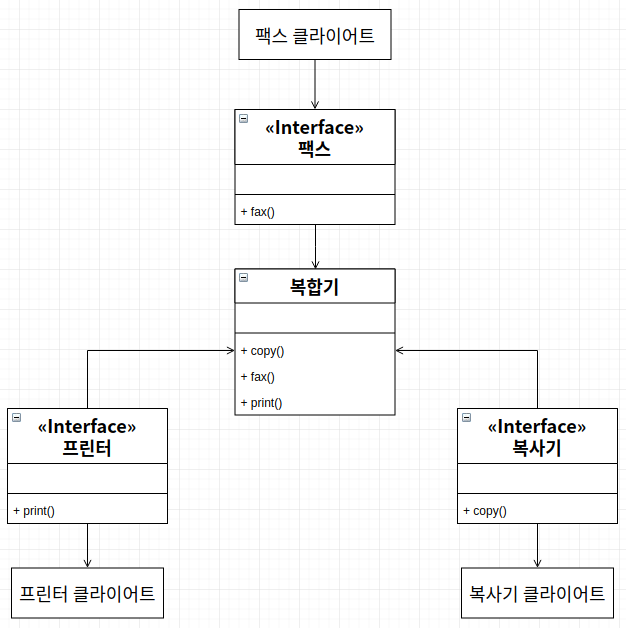 팩스 클라이어트
«Interface»
팩스
+ fax()
복합기
+ copy()
+ fax()
+ print()
«Interface»
프린터
+ print()
프린터 클라이어트
«Interface»
복사기
+ copy()
복사기 클라이어트